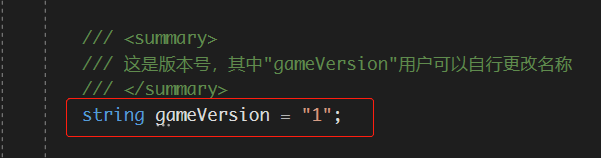 /// <summary>
/// 这是版本号，其中"gameVersion"用户可以自行更改名称
/// </summary>
string gameVersion = "1";